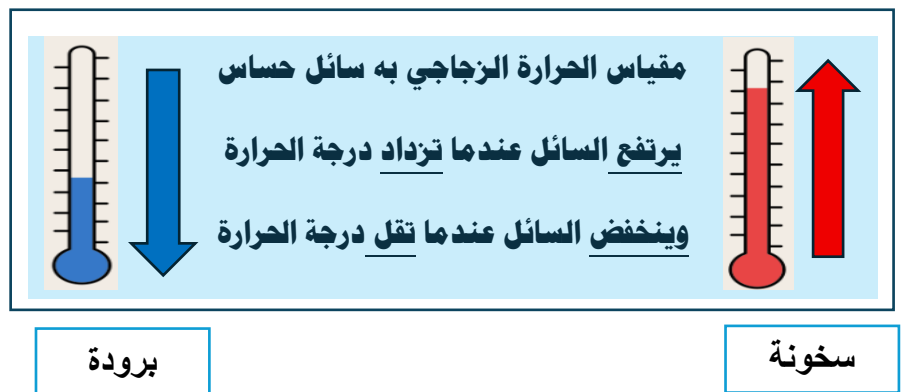 مقياس الحرارة الزجاجي به سائل حساس
يرتفع السائل عندما تزداد درجة الحرارة
وينخفض السائل عندما تقل درجة الحرارة
سخونة
برودة